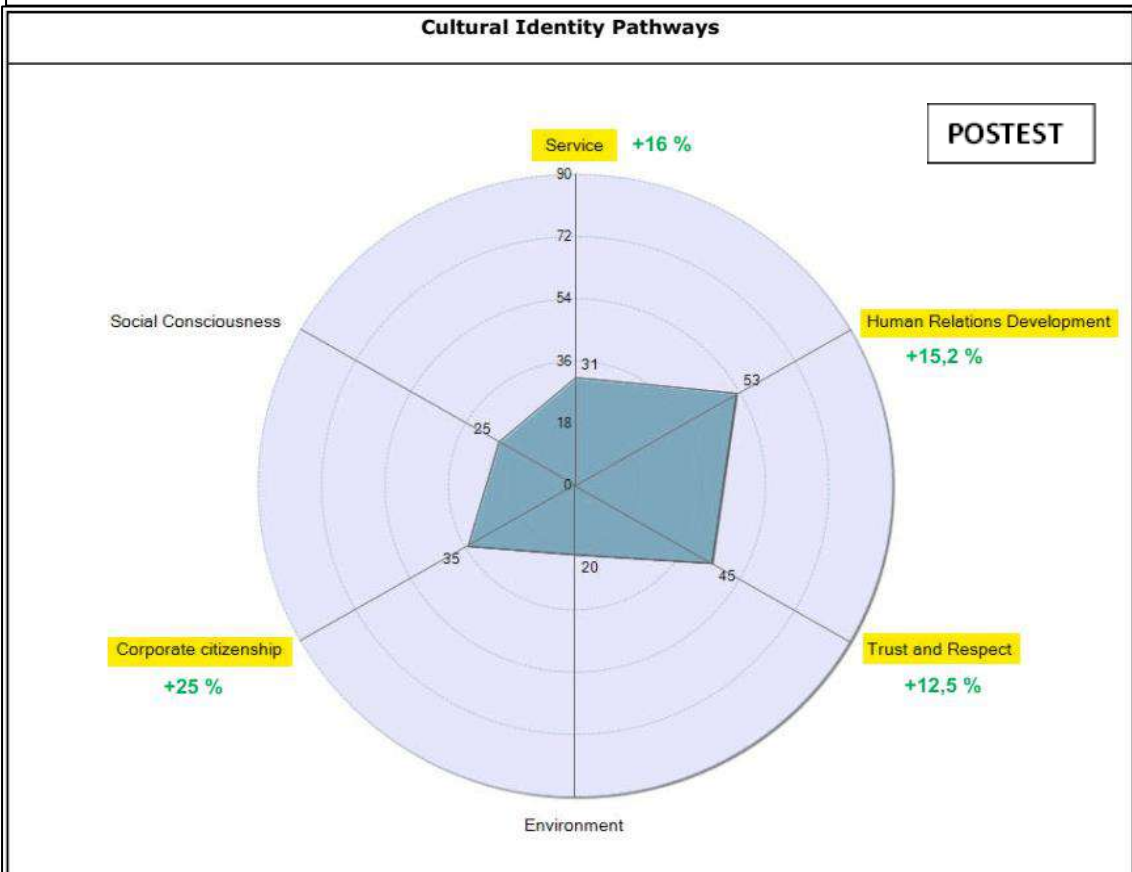 Cultural Identity Pathways
POSTEST
Service +16 %
90
72
54
36
31
18
0
Social Consciousness
Human Relations Development
+15,2 %
53
25
35
20
45
Corporate citizenship
+25 %
Trust and Respect
+12,5 %
Environment